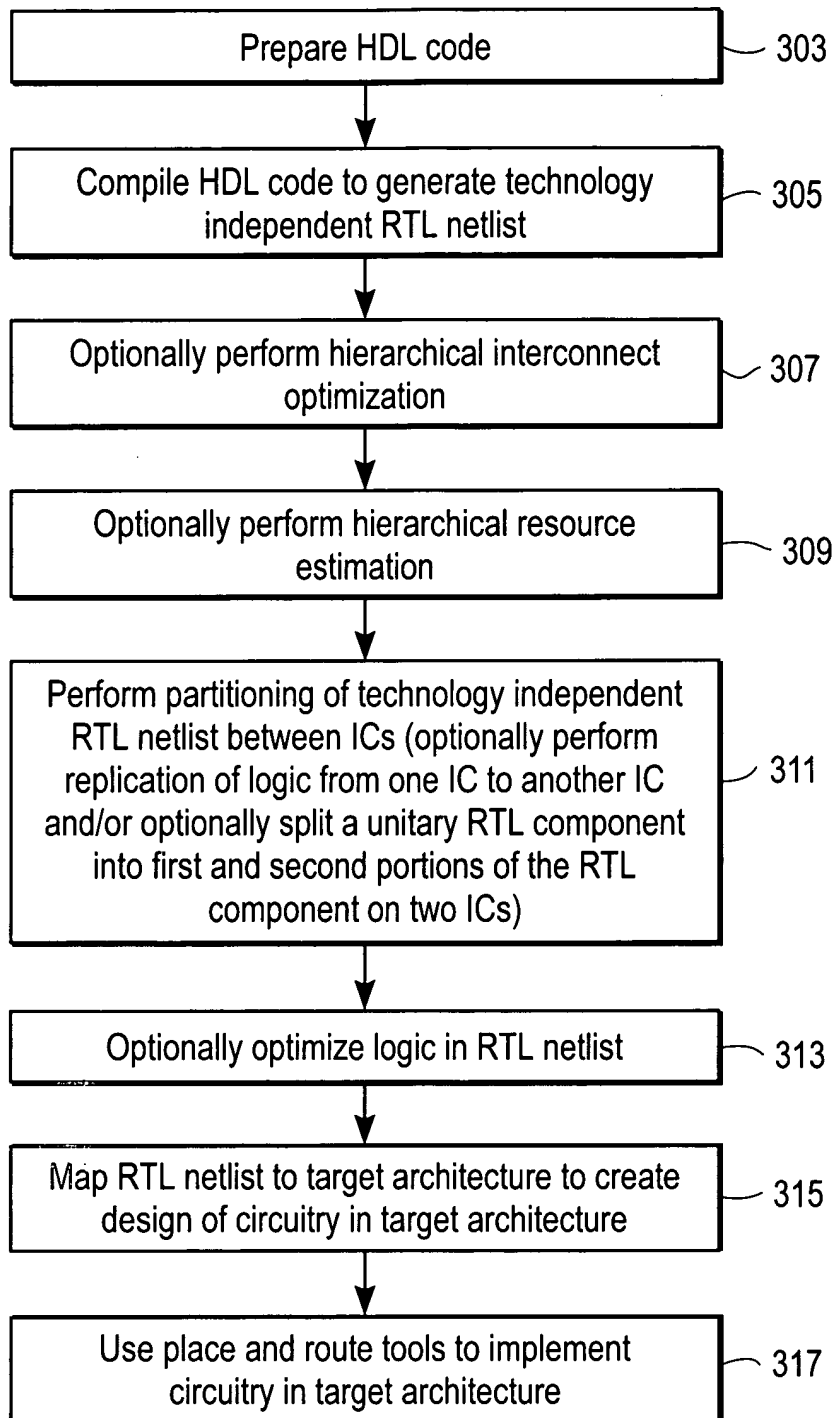 Prepare HDL code
303
Compile HDL code to generate technology
independent RTL netlist
305
Optionally perform hierarchical interconnect
optimization
307
Optionally perform hierarchical resource
estimation
309
Perform partitioning of technology independent
RTL netlist between ICs (optionally perform
replication of logic from one IC to another IC
and/or optionally split a unitary RTL component
into first and second portions of the RTL
component on two ICs)
311
Optionally optimize logic in RTL netlist
313
Map RTL netlist to target architecture to create
design of circuitry in target architecture
315
Use place and route tools to implement
circuitry in target architecture
317